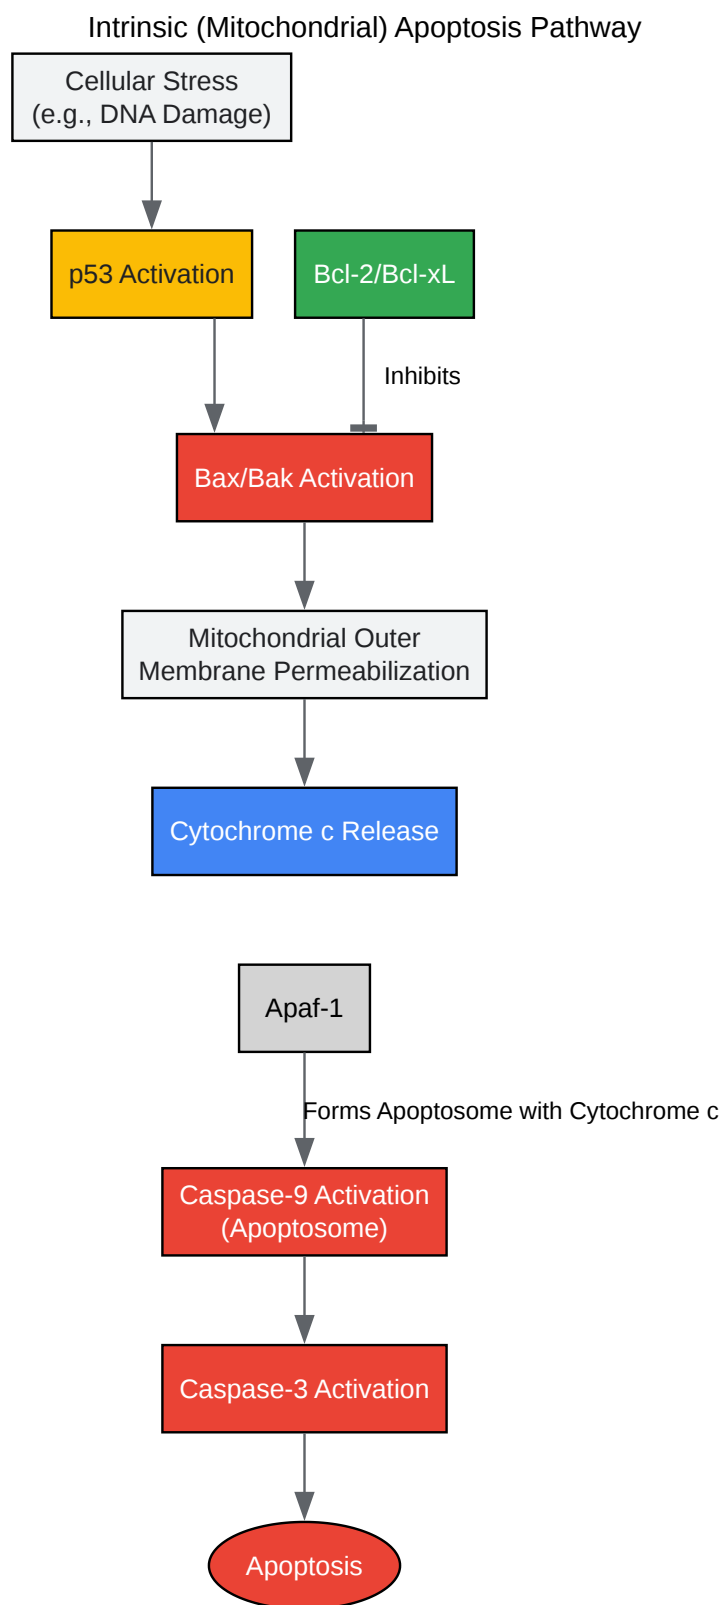 Intrinsic (Mitochondrial) Apoptosis Pathway
Cellular Stress
(e.g., DNA Damage)
p53 Activation
Bcl-2/Bcl-xL
Inhibits
Bax/Bak Activation
Mitochondrial Outer
Membrane Permeabilization
Cytochrome c Release
Apaf-1
Forms Apoptosome with Cytochrome c
Caspase-9 Activation
(Apoptosome)
Caspase-3 Activation
Apoptosis